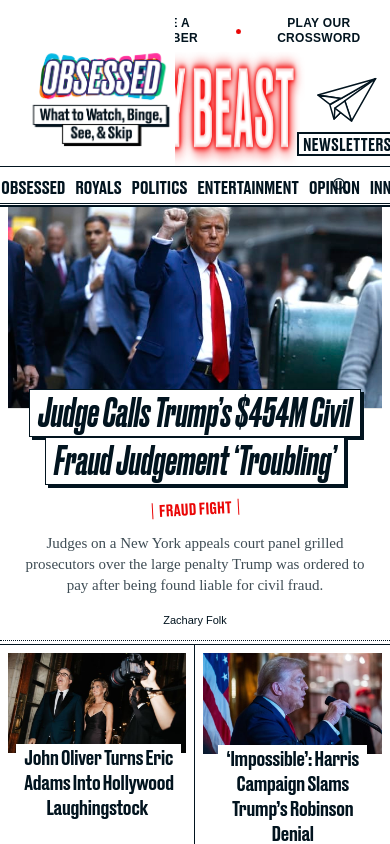 E A
BER
PLAY OUR
CROSSWORD
OBSESSED
What to Watch, Binge,
See, & Skip
Y BEAST
NEWSLETTERS
OBSESSED ROYALS POLITICS ENTERTAINMENT OPINION INN
Judge Calls Trump’s $454M Civil
Fraud Judgement ‘Troubling’
FRAUD FIGHT
Judges on a New York appeals court panel grilled
prosecutors over the large penalty Trump was ordered to
pay after being found liable for civil fraud.
Zachary Folk
John Oliver Turns Eric
Adams Into Hollywood
Laughingstock
‘Impossible’: Harris
Campaign Slams
Trump’s Robinson
Denial